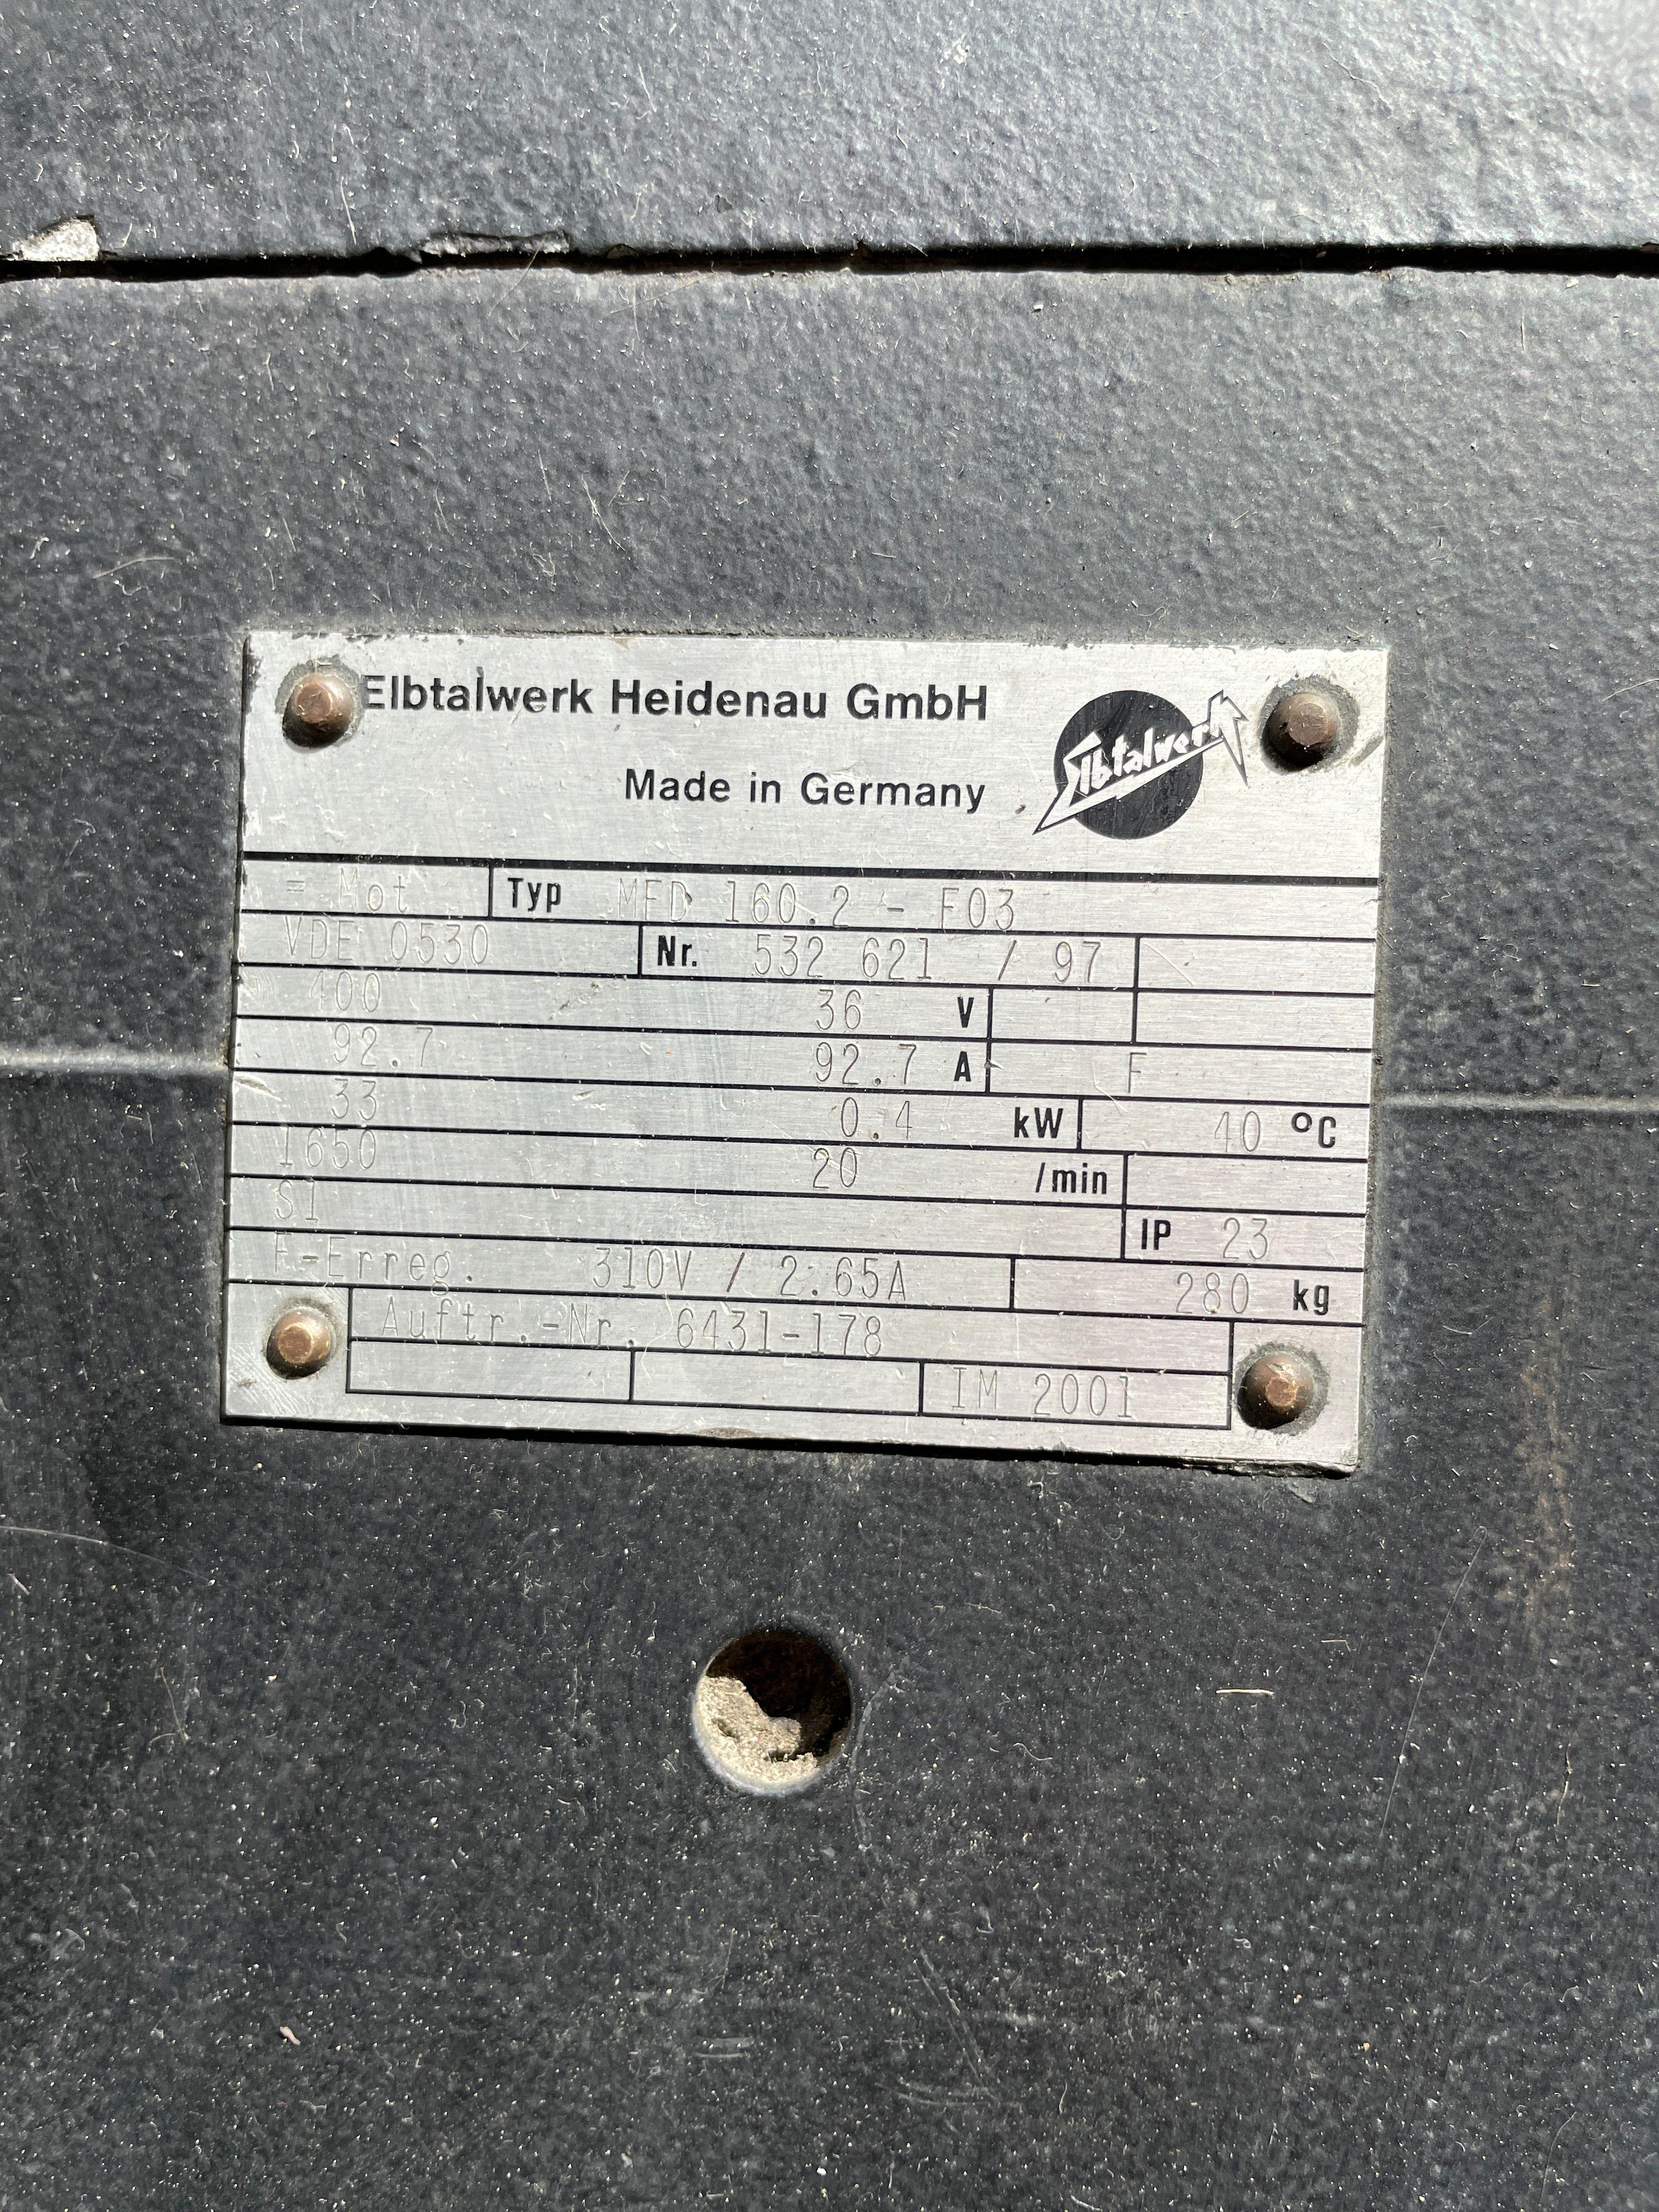 Elbtalwerk Heidenau GmbH
Elbtalwerk
Made in Germany
= Mot Typ MFD 160.2 - F03
VDE 0530 Nr. 532 621 / 97
400 36 V
92.7 92.7 A F
33 0.4 kW 40 °C
1650 20 /min
S1 IP 23
F.-Erreg. 310V / 2.65A 280 kg
Auftr.-Nr. 6431-178
IM 2001